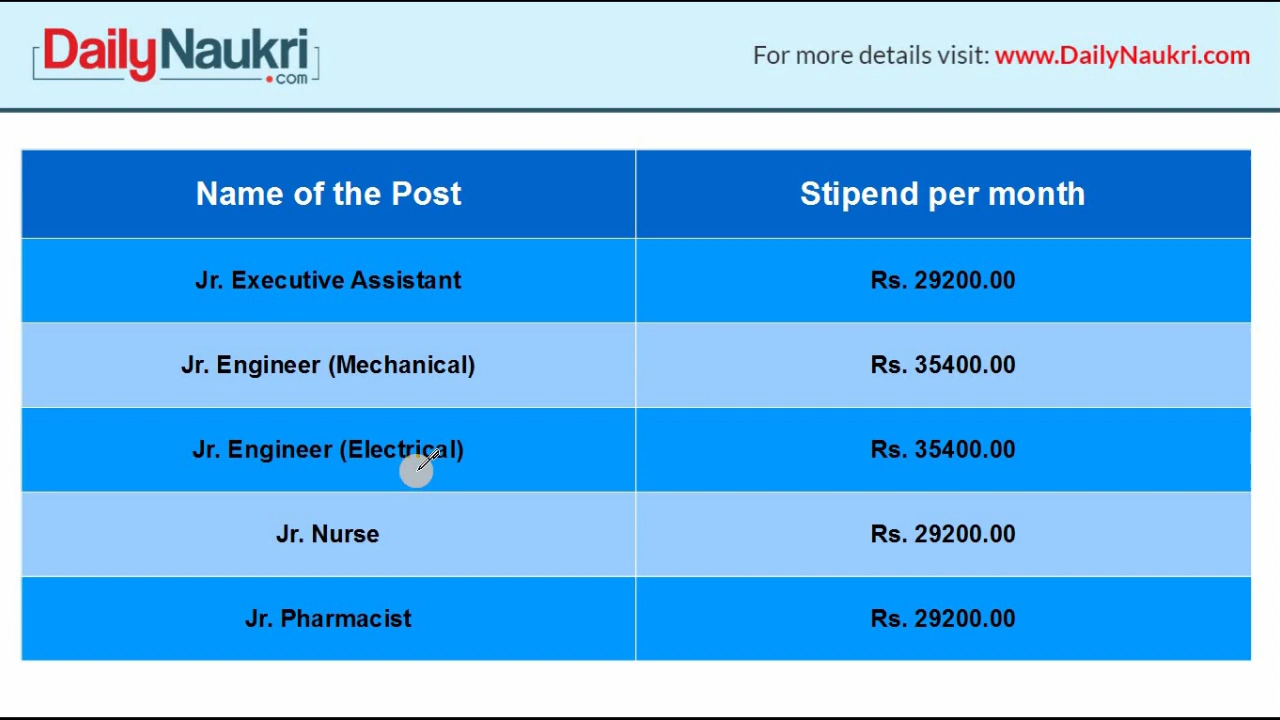 DailyNaukri
.com
For more details visit: www.DailyNaukri.com
Name of the Post Stipend per month
Jr. Executive Assistant Rs. 29200.00
Jr. Engineer (Mechanical) Rs. 35400.00
Jr. Engineer (Electrical) Rs. 35400.00
Jr. Nurse Rs. 29200.00
Jr. Pharmacist Rs. 29200.00